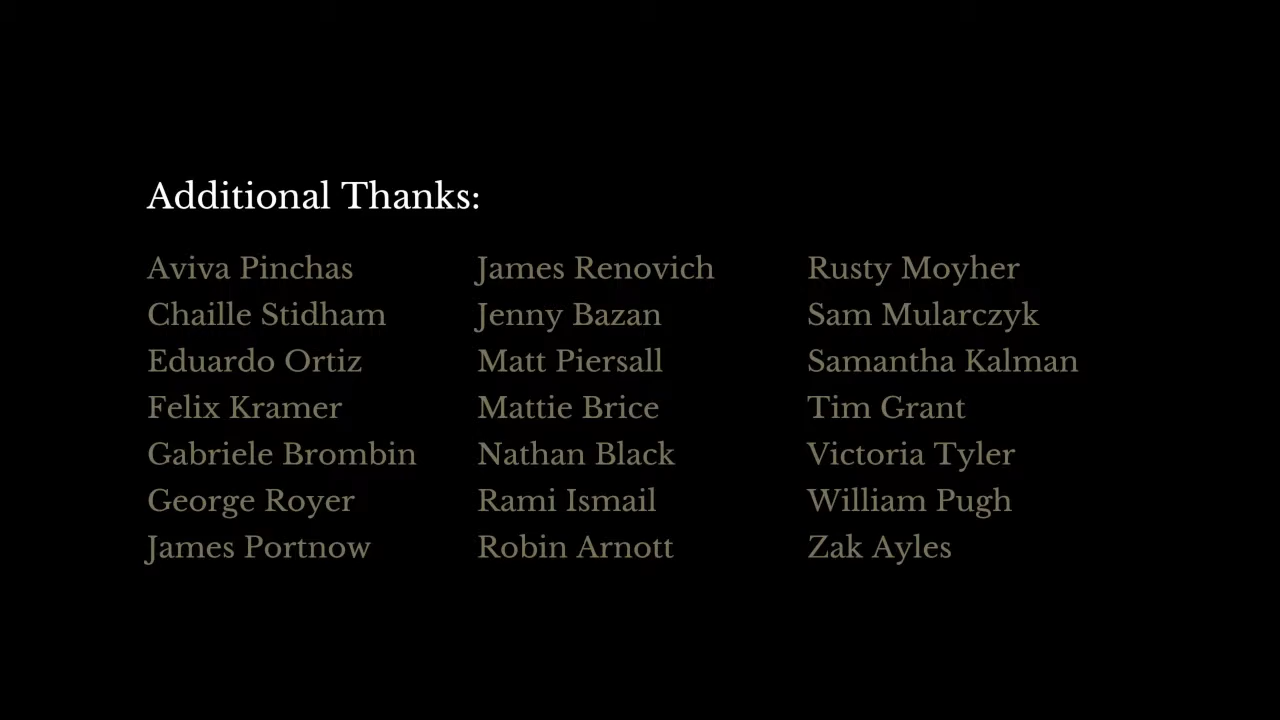 Additional Thanks:
Aviva Pinchas
Chaille Stidham
Eduardo Ortiz
Felix Kramer
Gabriele Brombin
George Royer
James Portnow
James Renovich
Jenny Bazan
Matt Piersall
Mattie Brice
Nathan Black
Rami Ismail
Robin Arnott
Rusty Moyher
Sam Mularczyk
Samantha Kalman
Tim Grant
Victoria Tyler
William Pugh
Zak Ayles